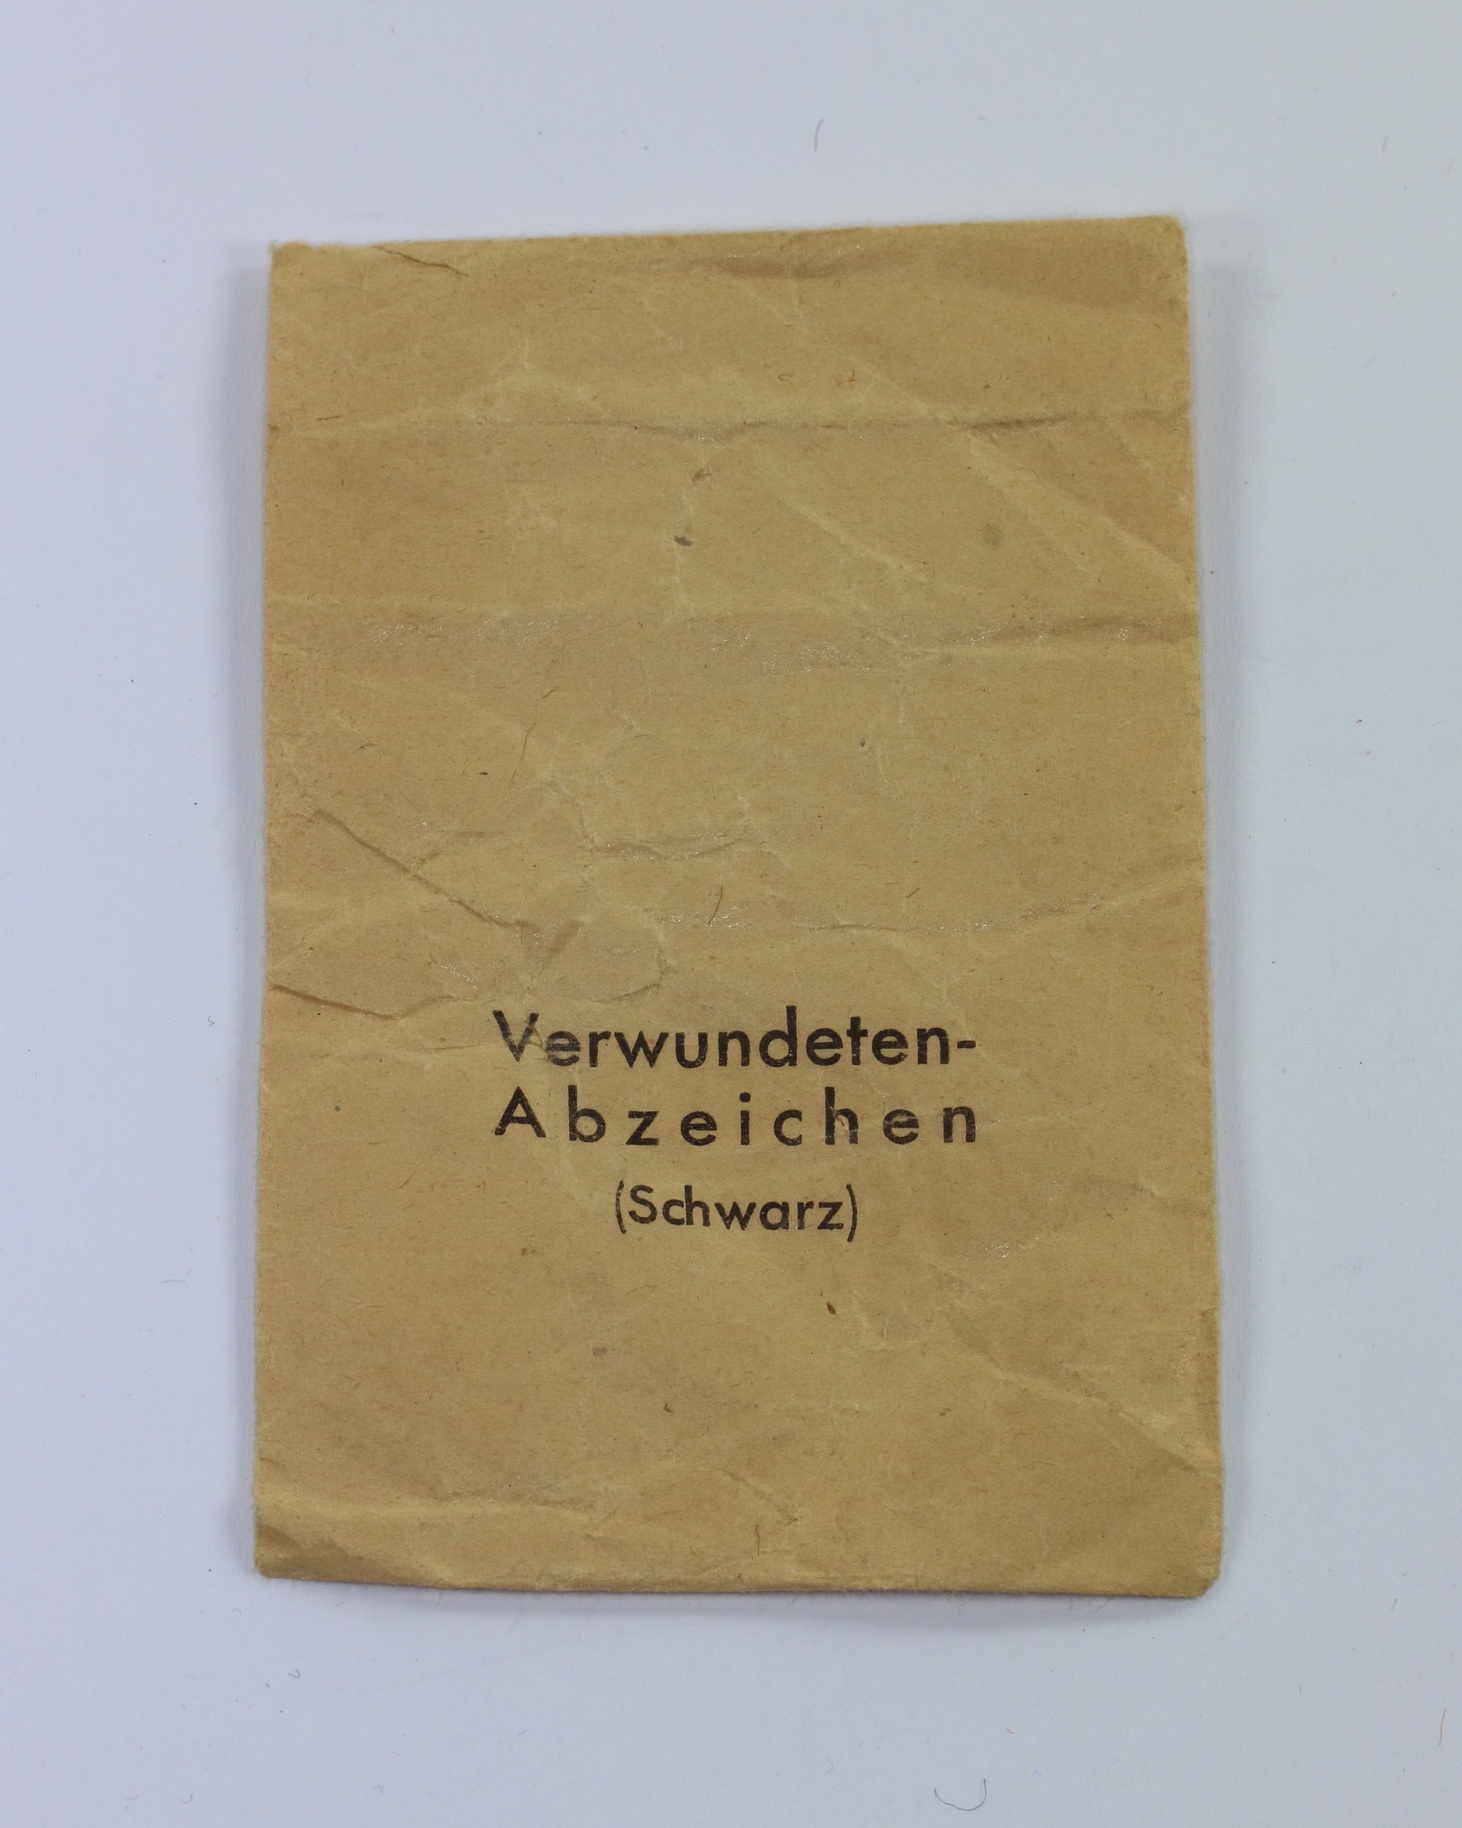 Verwundeten-
Abzeichen
(Schwarz)